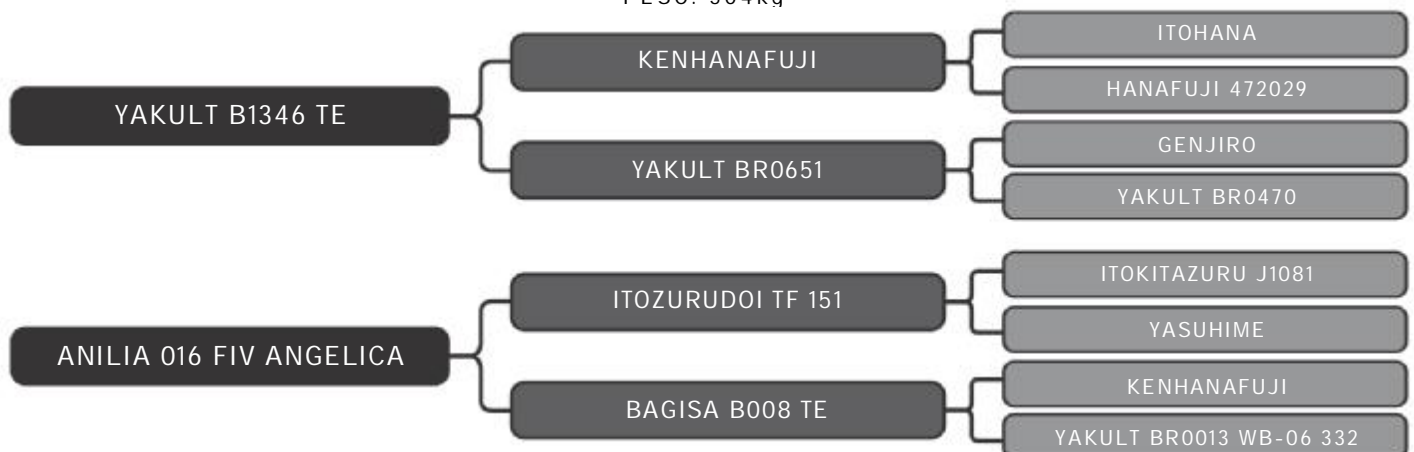 ITOHANA
KENHANAFUJI
HANAFUJI 472029
YAKULT B1346 TE
GENJIRO
YAKULT BR0651
YAKULT BR0470
ITOKITAZURU J1081
ITOZURUDOI TF 151
YASUHIME
ANILIA 016 FIV ANGELICA
KENHANAFUJI
BAGISA B008 TE
YAKULT BR0013 WB-06 332